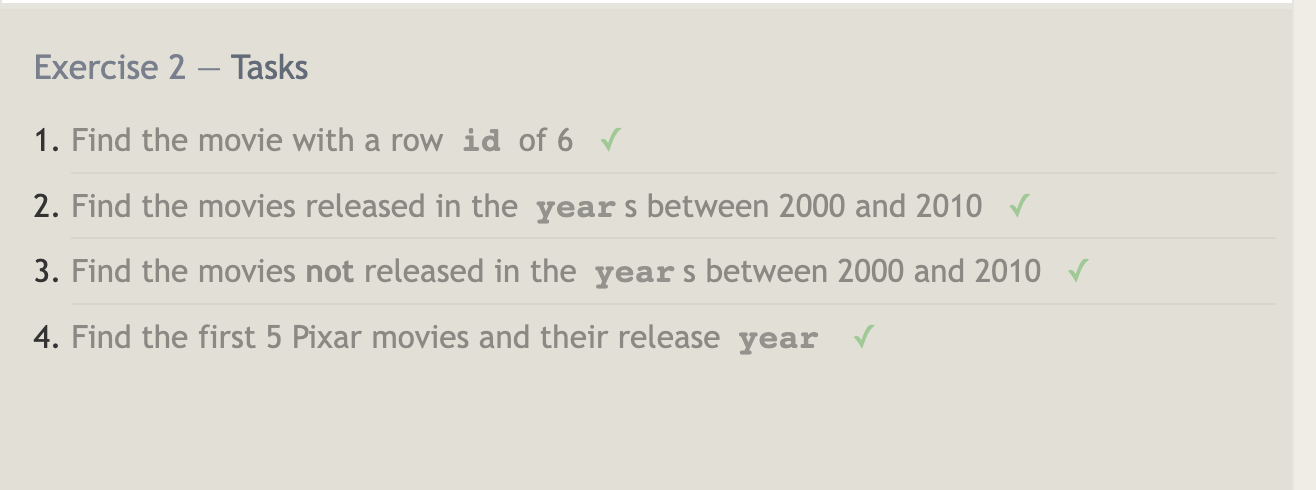 Exercise 2 — Tasks
1. Find the movie with a row id of 6 ✓
2. Find the movies released in the years between 2000 and 2010 ✓
3. Find the movies not released in the years between 2000 and 2010 ✓
4. Find the first 5 Pixar movies and their release year ✓